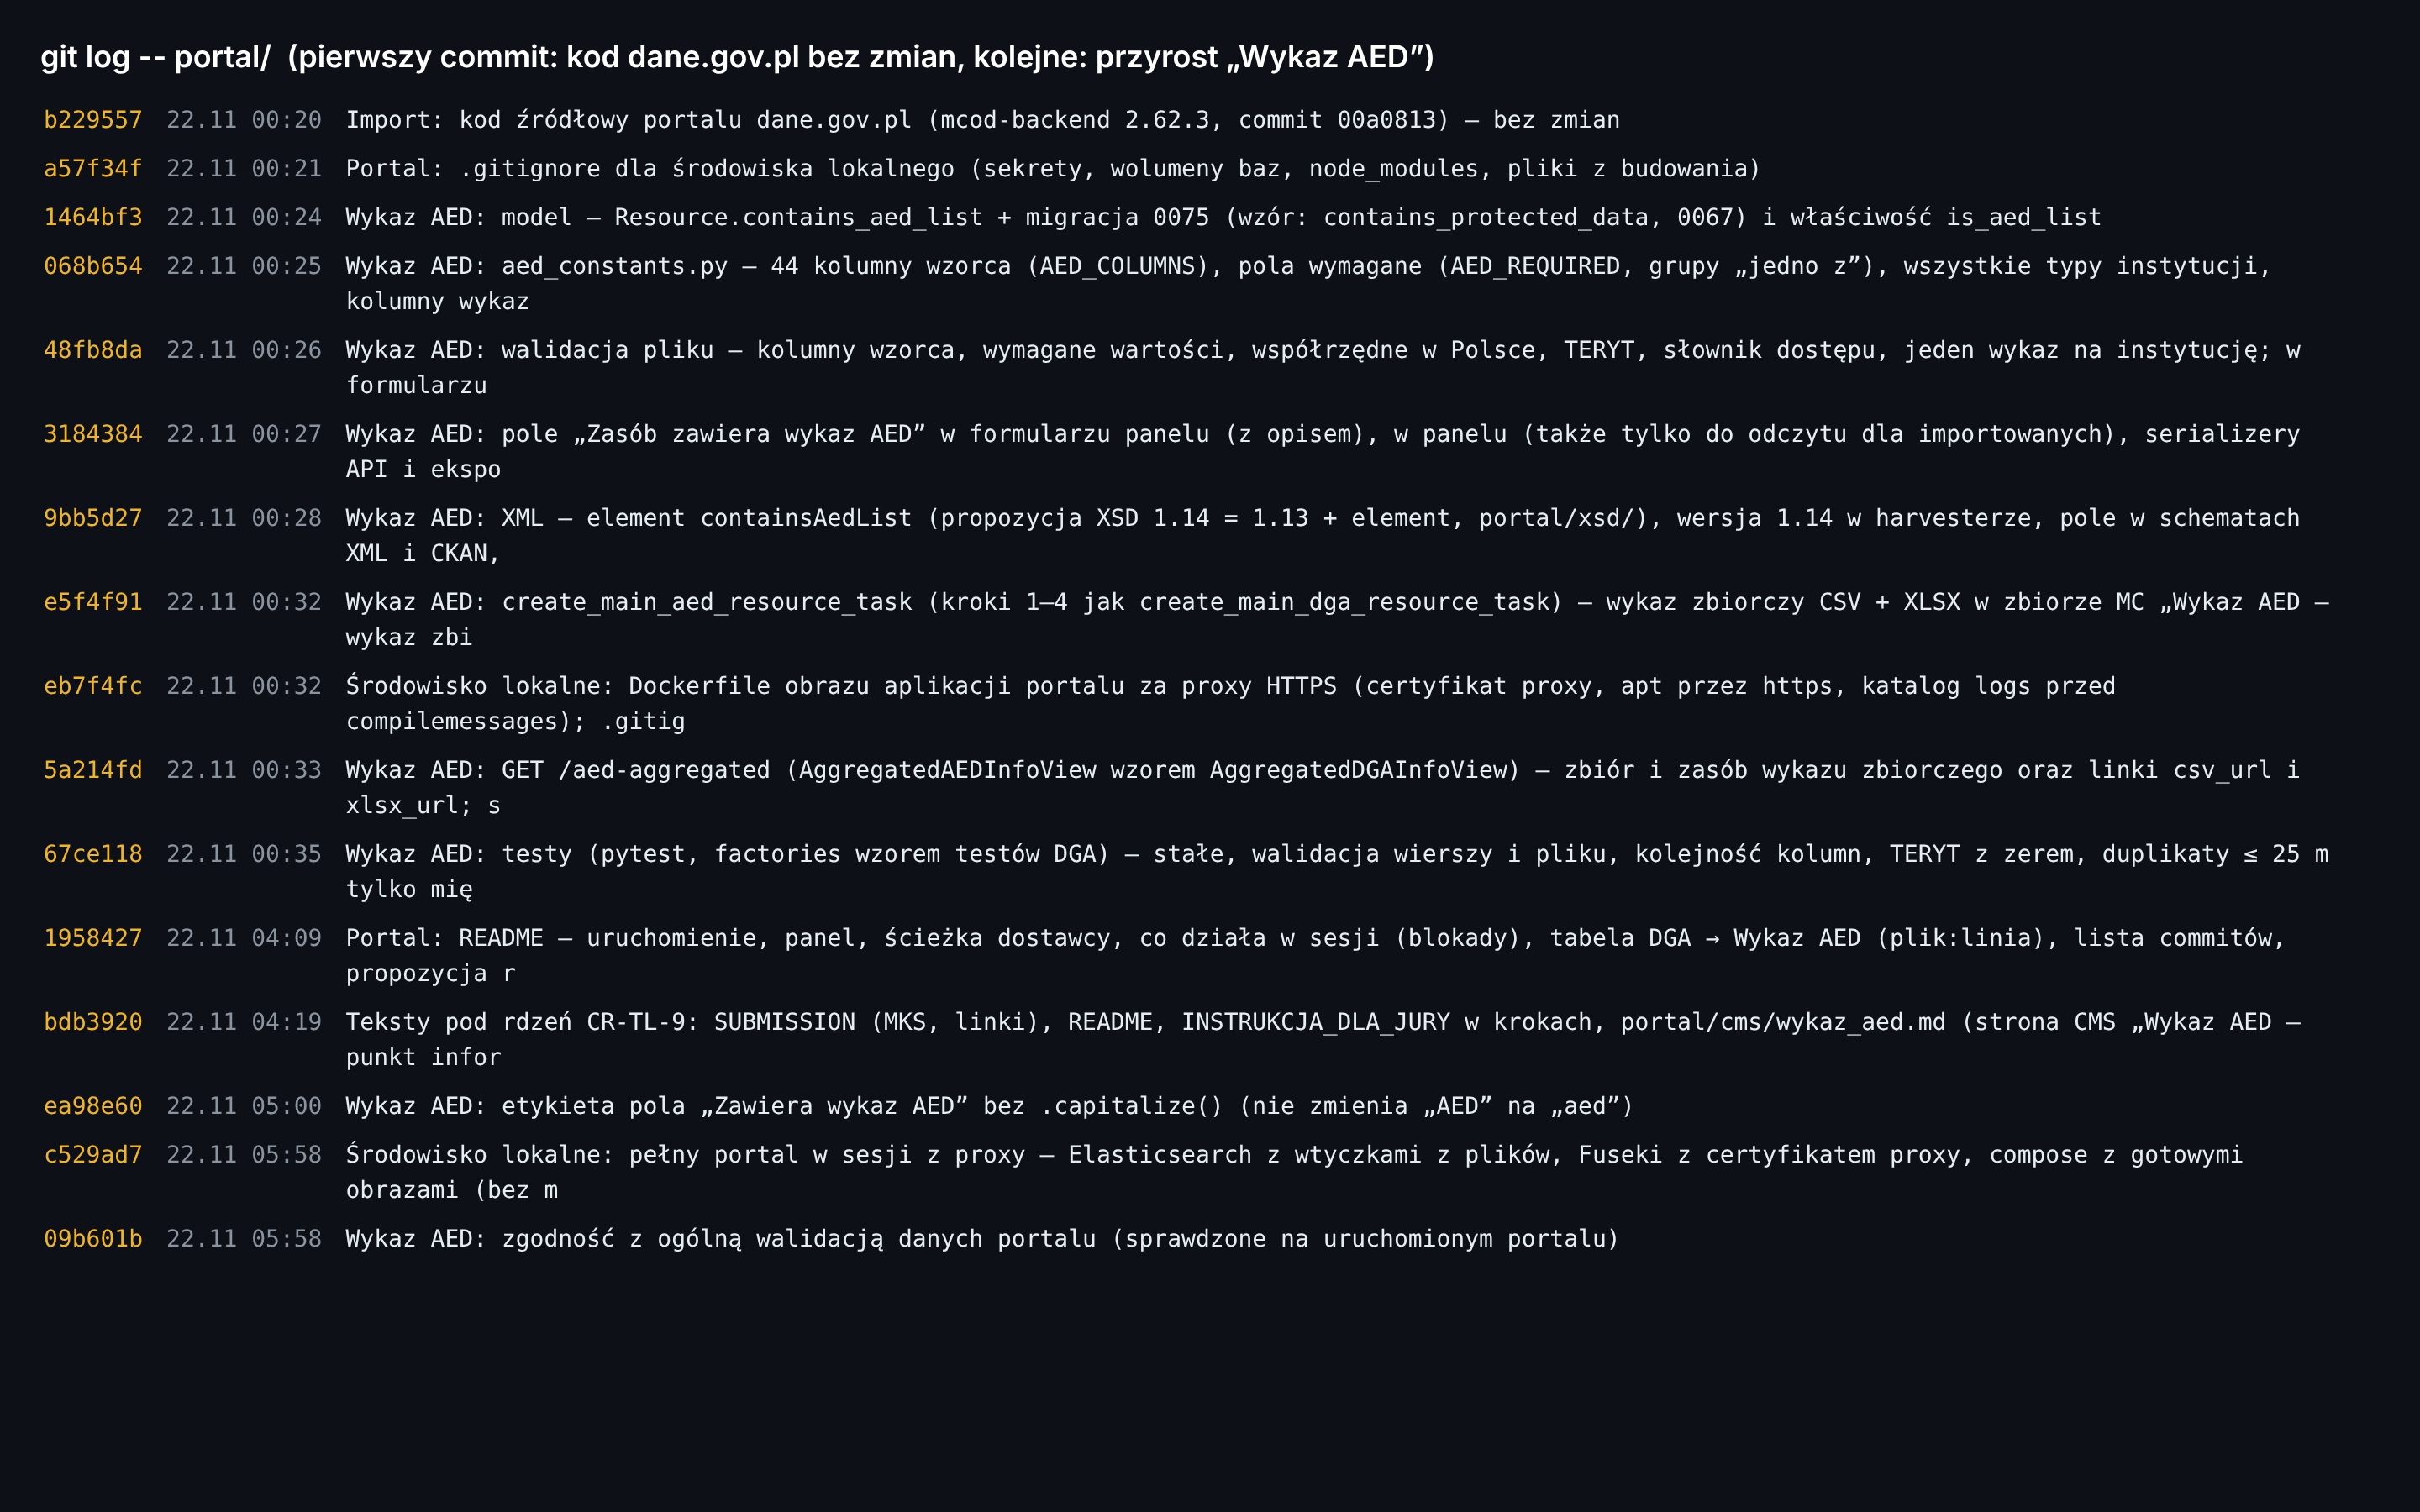 git log -- portal/ (pierwszy commit: kod dane.gov.pl bez zmian, kolejne: przyrost „Wykaz AED”)
b229557 22.11 00:20 Import: kod źródłowy portalu dane.gov.pl (mcod-backend 2.62.3, commit 00a0813) — bez zmian
a57f34f 22.11 00:21 Portal: .gitignore dla środowiska lokalnego (sekrety, wolumeny baz, node_modules, pliki z budowania)
1464bf3 22.11 00:24 Wykaz AED: model — Resource.contains_aed_list + migracja 0075 (wzór: contains_protected_data, 0067) i właściwość is_aed_list
068b654 22.11 00:25 Wykaz AED: aed_constants.py — 44 kolumny wzorca (AED_COLUMNS), pola wymagane (AED_REQUIRED, grupy „jedno z”), wszystkie typy instytucji,
kolumny wykaz
48fb8da 22.11 00:26 Wykaz AED: walidacja pliku — kolumny wzorca, wymagane wartości, współrzędne w Polsce, TERYT, słownik dostępu, jeden wykaz na instytucję; w
formularzu
3184384 22.11 00:27 Wykaz AED: pole „Zasób zawiera wykaz AED” w formularzu panelu (z opisem), w panelu (także tylko do odczytu dla importowanych), serializery
API i ekspo
9bb5d27 22.11 00:28 Wykaz AED: XML — element containsAedList (propozycja XSD 1.14 = 1.13 + element, portal/xsd/), wersja 1.14 w harvesterze, pole w schematach
XML i CKAN,
e5f4f91 22.11 00:32 Wykaz AED: create_main_aed_resource_task (kroki 1–4 jak create_main_dga_resource_task) — wykaz zbiorczy CSV + XLSX w zbiorze MC „Wykaz AED —
wykaz zbi
eb7f4fc 22.11 00:32 Środowisko lokalne: Dockerfile obrazu aplikacji portalu za proxy HTTPS (certyfikat proxy, apt przez https, katalog logs przed
compilemessages); .gitig
5a214fd 22.11 00:33 Wykaz AED: GET /aed-aggregated (AggregatedAEDInfoView wzorem AggregatedDGAInfoView) — zbiór i zasób wykazu zbiorczego oraz linki csv_url i
xlsx_url; s
67ce118 22.11 00:35 Wykaz AED: testy (pytest, factories wzorem testów DGA) — stałe, walidacja wierszy i pliku, kolejność kolumn, TERYT z zerem, duplikaty ≤ 25 m
tylko mię
1958427 22.11 04:09 Portal: README — uruchomienie, panel, ścieżka dostawcy, co działa w sesji (blokady), tabela DGA → Wykaz AED (plik:linia), lista commitów,
propozycja r
bdb3920 22.11 04:19 Teksty pod rdzeń CR-TL-9: SUBMISSION (MKS, linki), README, INSTRUKCJA_DLA_JURY w krokach, portal/cms/wykaz_aed.md (strona CMS „Wykaz AED —
punkt infor
ea98e60 22.11 05:00 Wykaz AED: etykieta pola „Zawiera wykaz AED” bez .capitalize() (nie zmienia „AED” na „aed”)
c529ad7 22.11 05:58 Środowisko lokalne: pełny portal w sesji z proxy — Elasticsearch z wtyczkami z plików, Fuseki z certyfikatem proxy, compose z gotowymi
obrazami (bez m
09b601b 22.11 05:58 Wykaz AED: zgodność z ogólną walidacją danych portalu (sprawdzone na uruchomionym portalu)